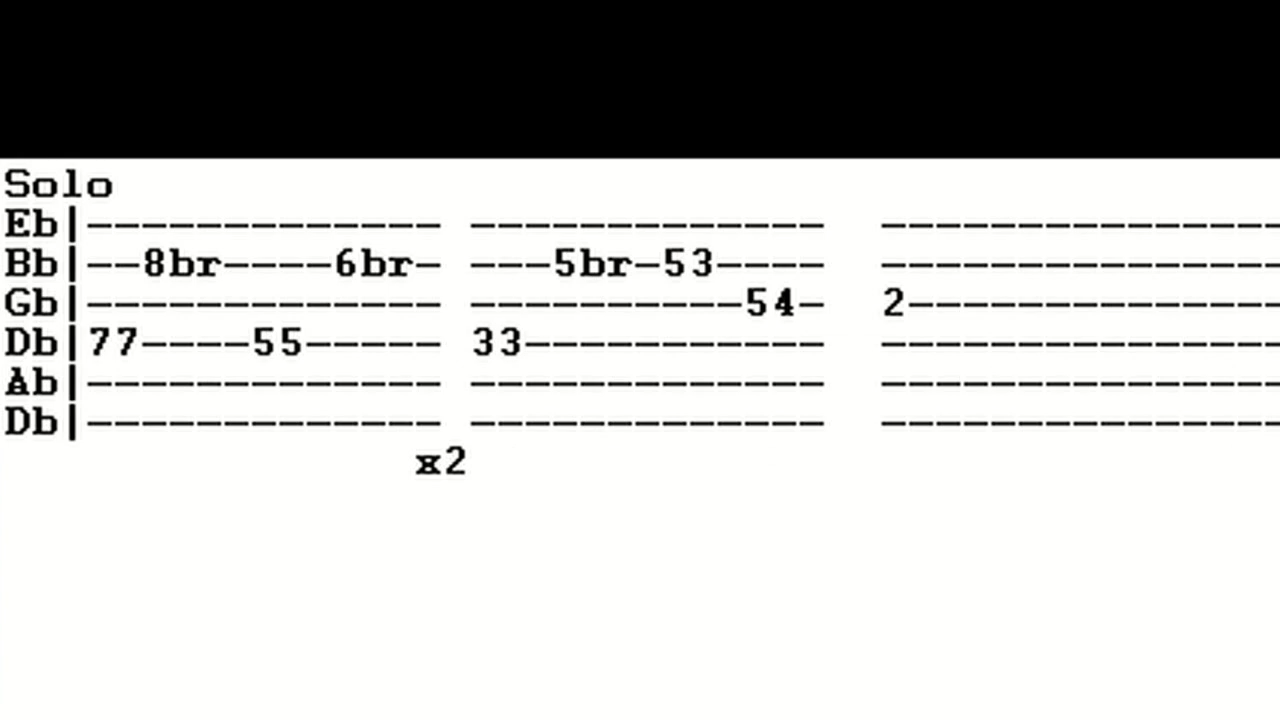 Solo
Eb|------------- -------------  ---------------
Bb|--8br----6br- ---5br-53----  ---------------
Gb|------------- ----------54-  2--------------
Db|77----55----- 33-----------  ---------------
Ab|------------- -------------  ---------------
Db|------------- -------------  ---------------
x2